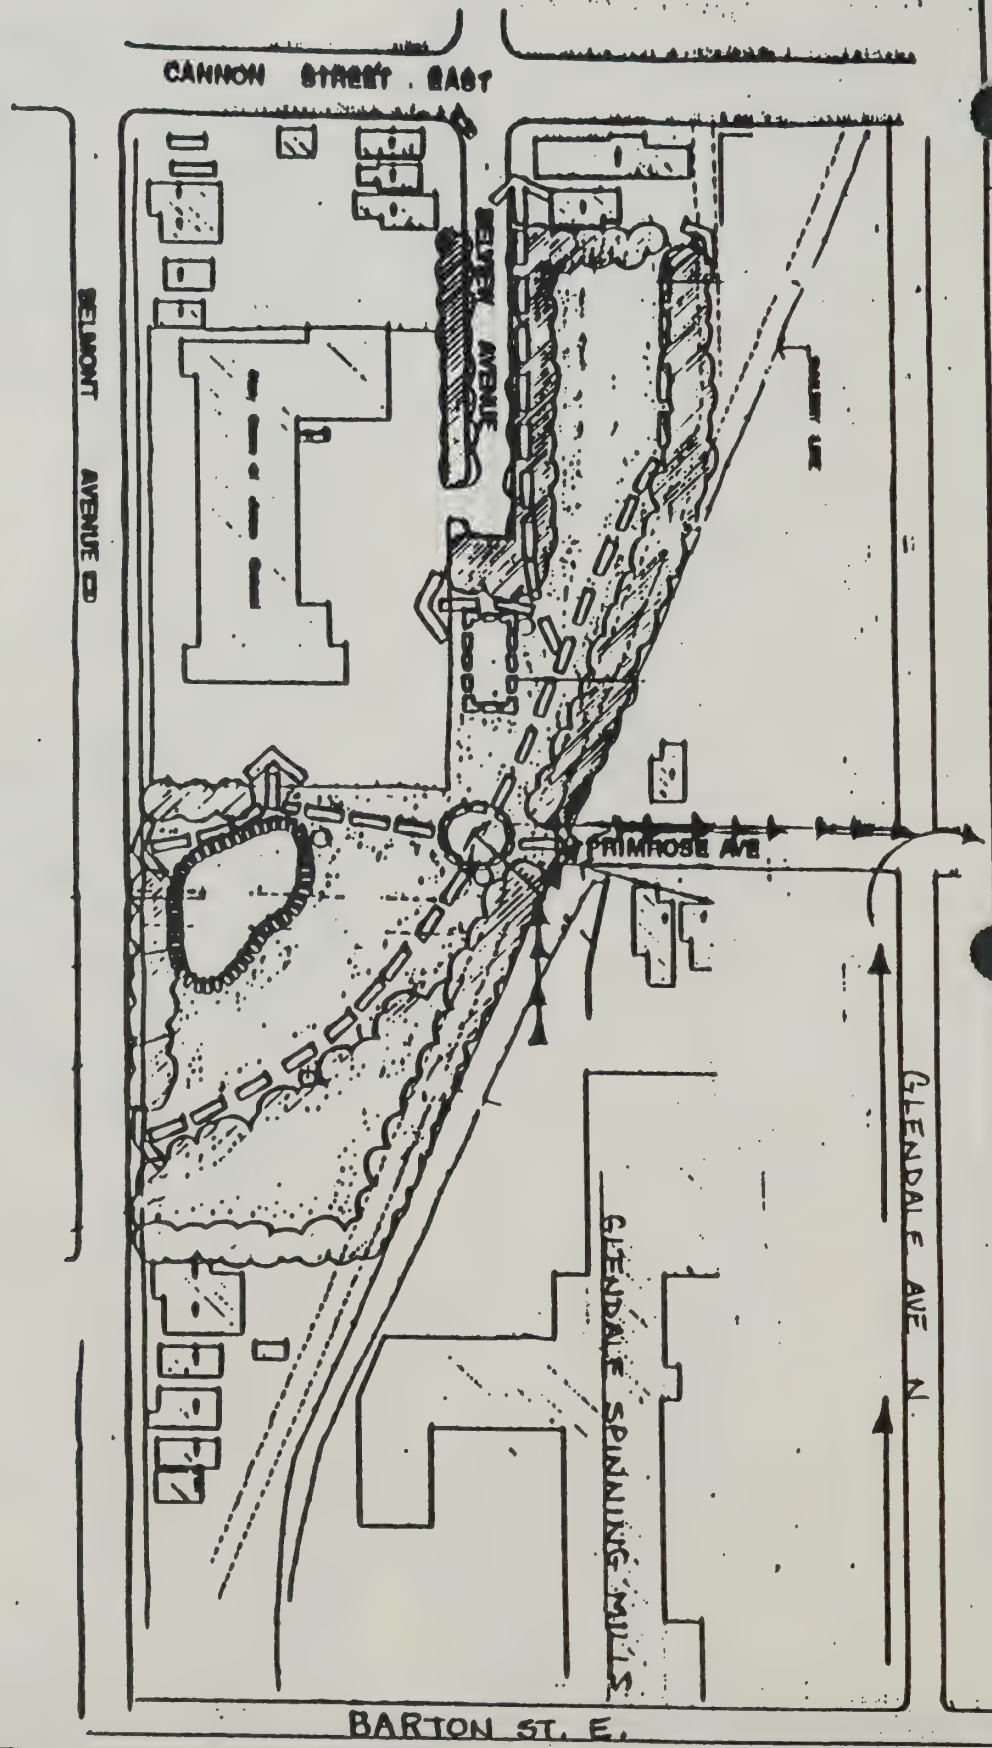 CANNON STREET . EAST
BELVIEW AVENUE
BELMONT AVENUE
PRIMROSE AVE
GLENDALE AVE N
GLENDALE SPINNING MILLS
BARTON ST. E.